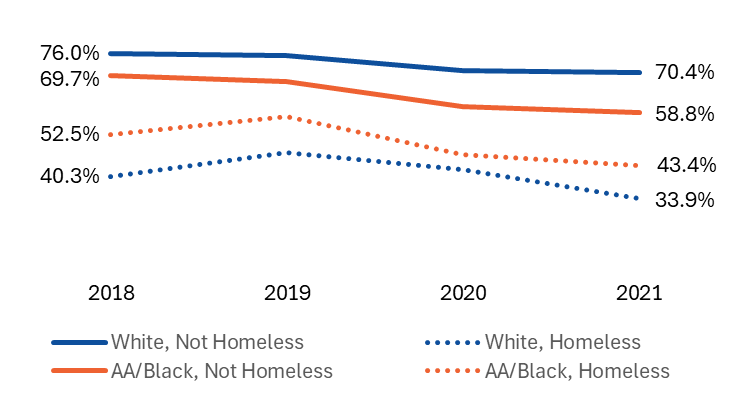 76.0%
69.7%
52.5%
40.3%
70.4%
58.8%
43.4%
33.9%
2018 2019 2020 2021
White, Not Homeless White, Homeless
AA/Black, Not Homeless AA/Black, Homeless